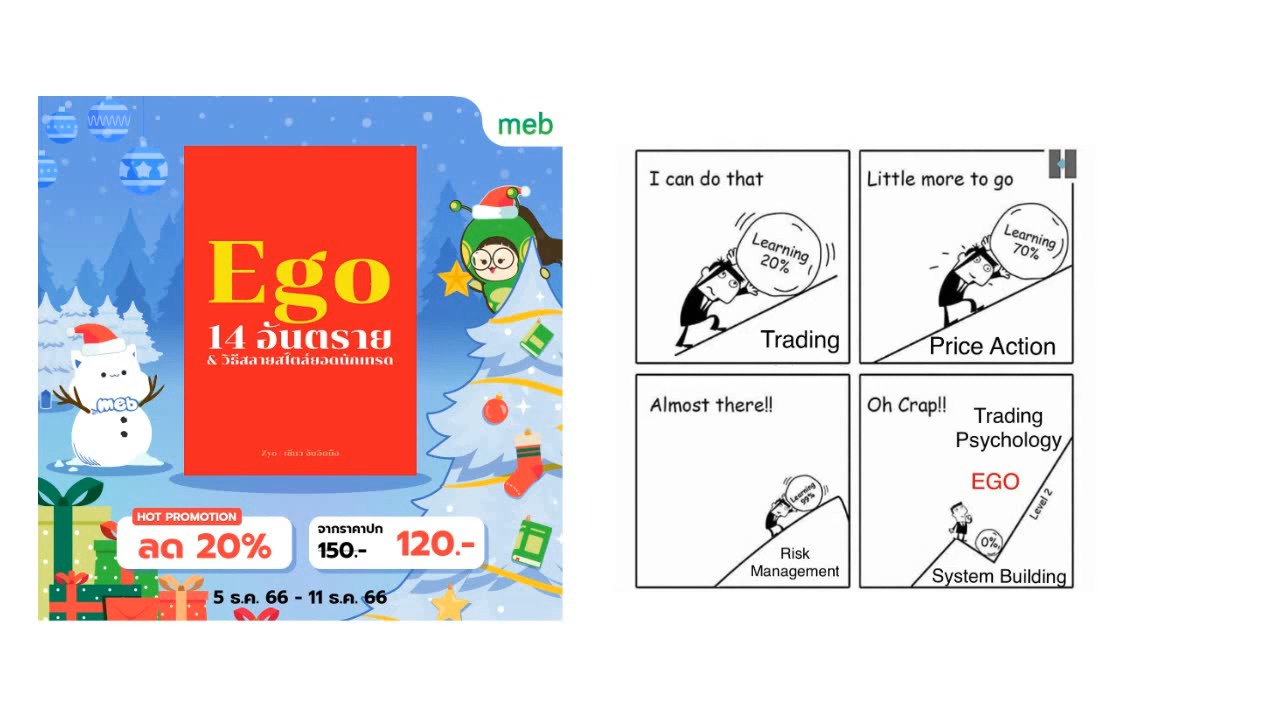 meb
Ego
14 อันตราย
& วิธีสลายสไตล์ยอดนักเทรด
Zyo
meb
HOT PROMOTION
ลด 20%
จากราคาปก
150.-
120.-
5 ธ.ค. 66 - 11 ธ.ค. 66
I can do that
Learning
20%
Trading
Little more to go
Learning
70%
Price Action
Almost there!!
Learning
99%
Risk
Management
Oh Crap!!
Trading
Psychology
EGO
Level 2
0%
System Building